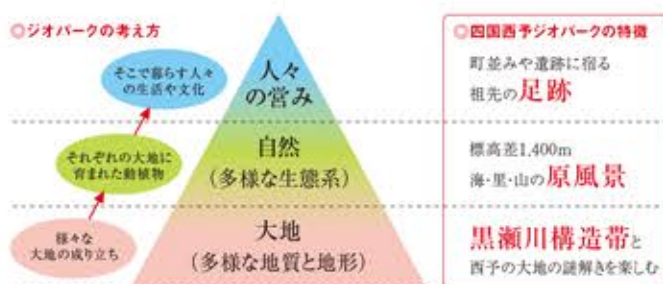 ◎ジオパークの考え方
そこで暮らす人々
の生活や文化
それぞれの大地に
育まれた動植物
様々な
大地の成り立ち
人々
の営み
自然
(多様な生態系)
大地
(多様な地質と地形)
◎四国西予ジオパークの特徴
町並みや遺跡に宿る
祖先の足跡
標高差1,400m
海・里・山の原風景
黒瀬川構造帯と
西予の大地の謎解きを楽しむ